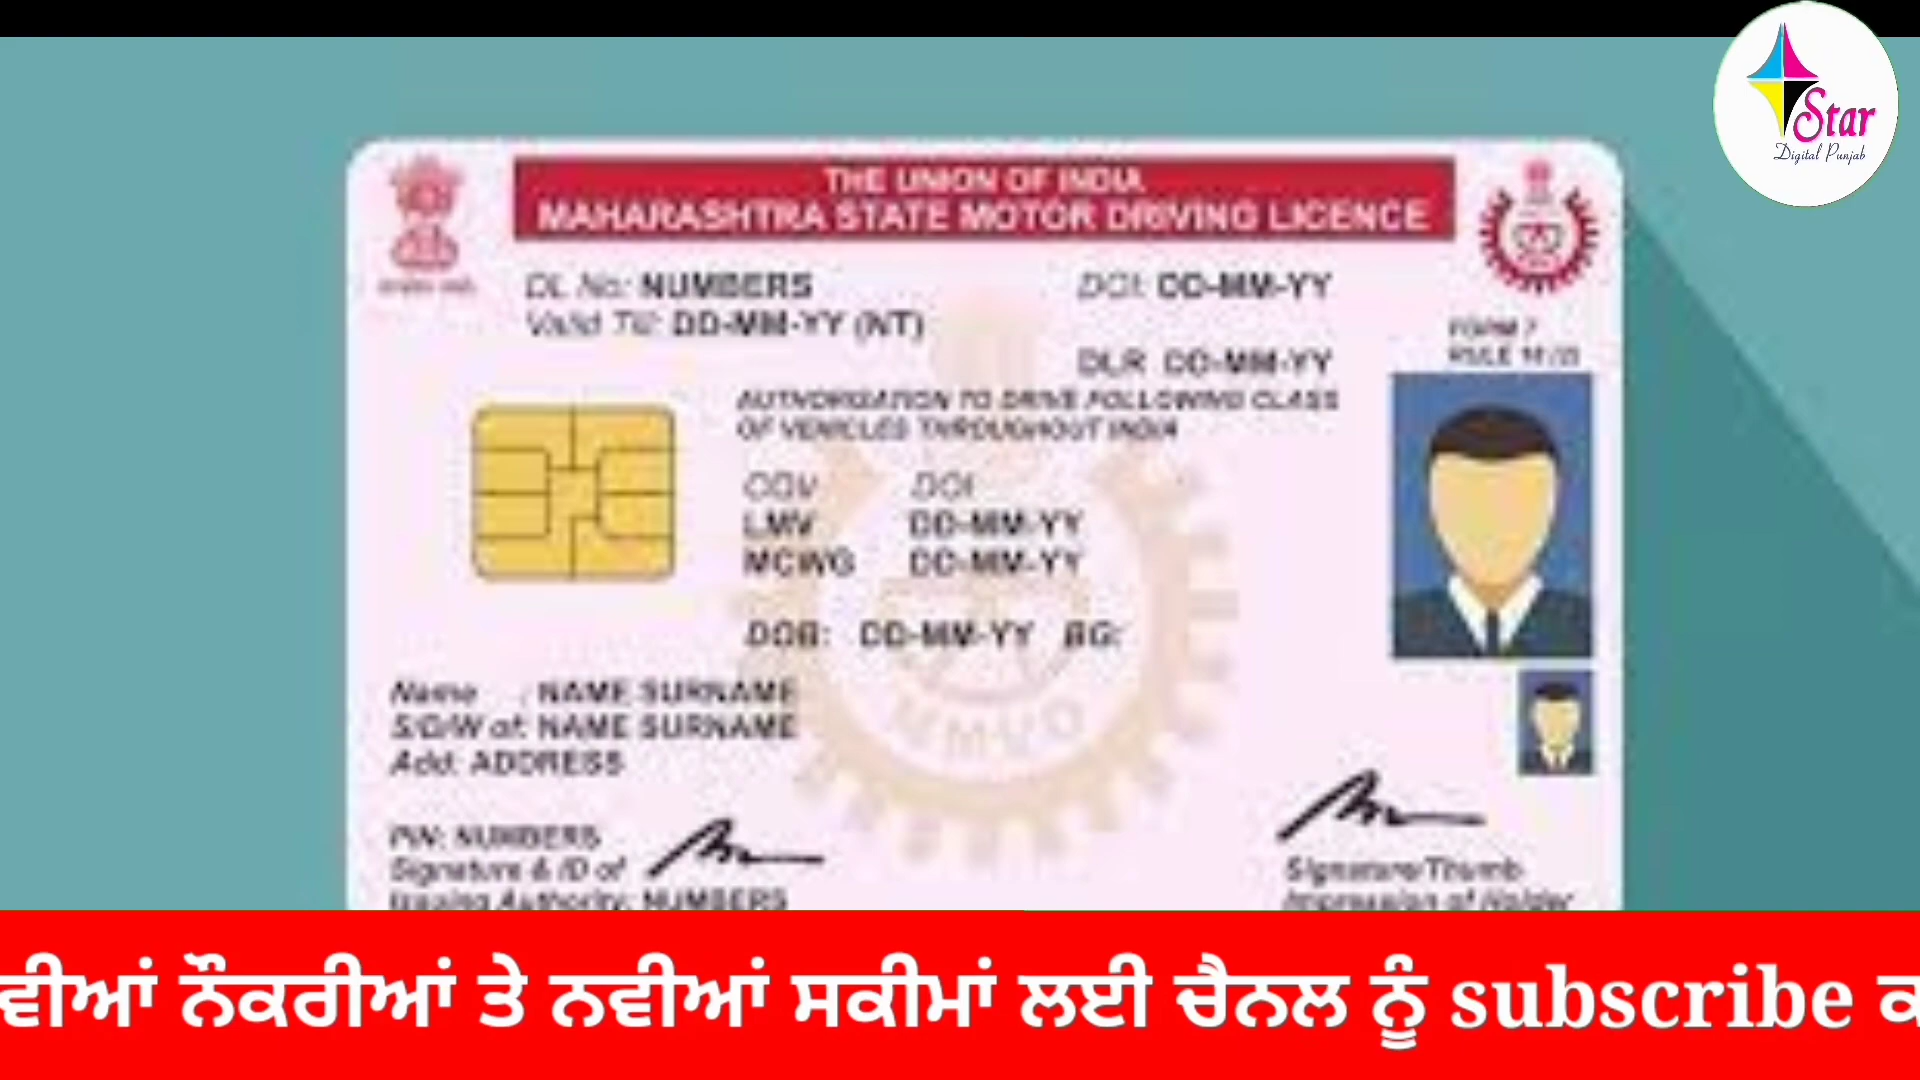 Star
Digital Punjab
THE UNION OF INDIA
MAHARASHTRA STATE MOTOR DRIVING LICENCE
DL No: NUMBERS
DOI: DD-MM-YY
Valid Till: DD-MM-YY (NT)
FORM 7
DLR DD-MM-YY
RULE
AUTHORISATION TO DRIVE FOLLOWING CLASS
OF VEHICLES THROUGHOUT INDIA
COV DOI
LMV DD-MM-YY
MCWG DD-MM-YY
DOB: DD-MM-YY BG:
MMVD
Name : NAME SURNAME
S/D/W of: NAME SURNAME
Add: ADDRESS
PIN: NUMBERS
Signature & ID of
Issuing Authority: NUMBERS
Signature/Thumb
Impression of Holder
ਵੀਆਂ ਨੌਕਰੀਆਂ ਤੇ ਨਵੀਆਂ ਸਕੀਮਾਂ ਲਈ ਚੈਨਲ ਨੂੰ subscribe ਕ